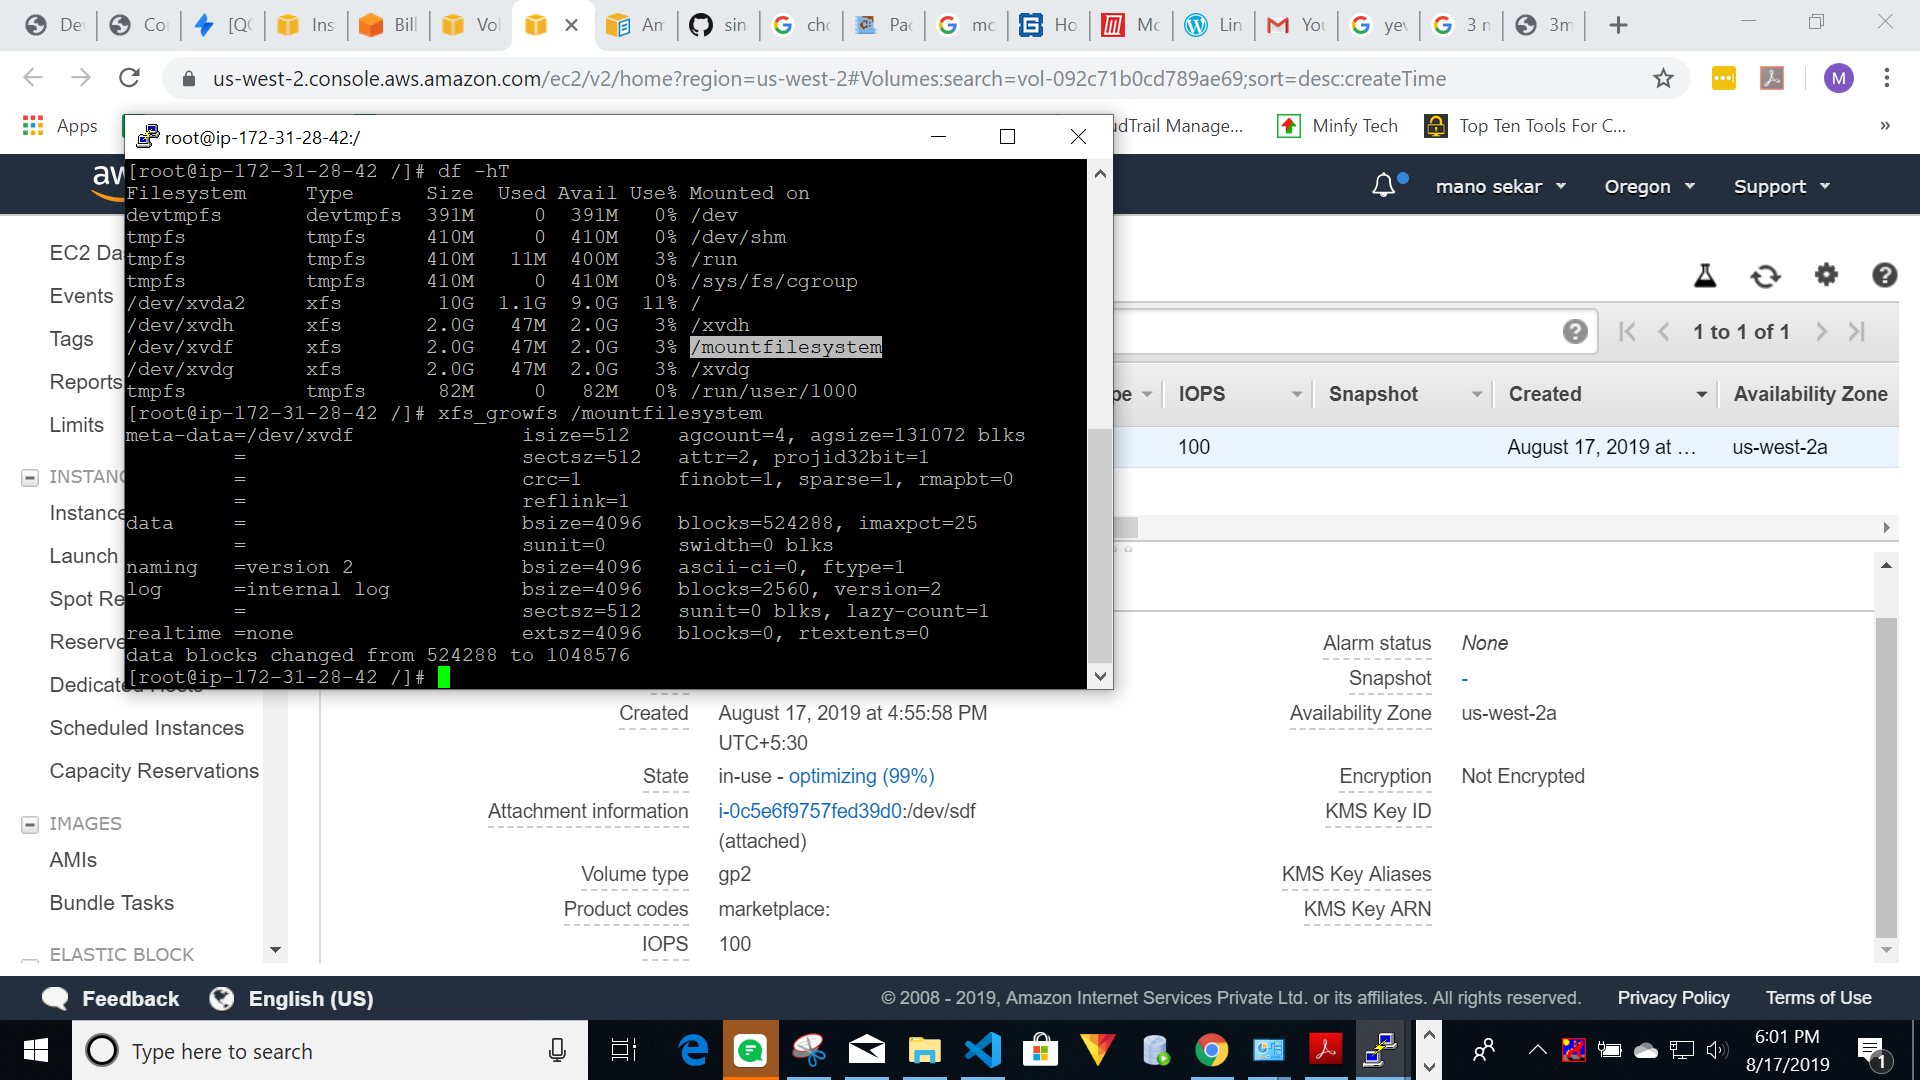 De
Co
[QC
Ins
Bill
Vol
Am
sin
cho
Pac
mc
Ho
Mo
Lin
You
yev
3 n
3m
us-west-2.console.aws.amazon.com/ec2/v2/home?region=us-west-2#Volumes:search=vol-092c71b0cd789ae69;sort=desc:createTime
M
Apps
udTrail Manage...
Minfy Tech
Top Ten Tools For C...
»
root@ip-172-31-28-42:/
aw
mano sekar
Oregon
Support
[root@ip-172-31-28-42 /]# df -hT
Filesystem Type Size Used Avail Use% Mounted on
devtmpfs devtmpfs 391M 0 391M 0% /dev
tmpfs tmpfs 410M 0 410M 0% /dev/shm
tmpfs tmpfs 410M 11M 400M 3% /run
tmpfs tmpfs 410M 0 410M 0% /sys/fs/cgroup
/dev/xvda2 xfs 10G 1.1G 9.0G 11% /
/dev/xvdh xfs 2.0G 47M 2.0G 3% /xvdh
/dev/xvdf xfs 2.0G 47M 2.0G 3% /mountfilesystem
/dev/xvdg xfs 2.0G 47M 2.0G 3% /xvdg
tmpfs tmpfs 82M 0 82M 0% /run/user/1000
[root@ip-172-31-28-42 /]# xfs_growfs /mountfilesystem
meta-data=/dev/xvdf isize=512 agcount=4, agsize=131072 blks
= sectsz=512 attr=2, projid32bit=1
= crc=1 finobt=1, sparse=1, rmapbt=0
= reflink=1
data = bsize=4096 blocks=524288, imaxpct=25
= sunit=0 swidth=0 blks
naming =version 2 bsize=4096 ascii-ci=0, ftype=1
log =internal log bsize=4096 blocks=2560, version=2
= sectsz=512 sunit=0 blks, lazy-count=1
realtime =none extsz=4096 blocks=0, rtextents=0
data blocks changed from 524288 to 1048576
[root@ip-172-31-28-42 /]#
EC2 Da
Events
Tags
Reports
Limits
INSTANC
Instance
Launch
Spot Re
Reserve
Dedicated
Scheduled Instances
Capacity Reservations
IMAGES
AMIs
Bundle Tasks
ELASTIC BLOCK
1 to 1 of 1
pe
IOPS
Snapshot
Created
Availability Zone
100
August 17, 2019 at ...
us-west-2a
Alarm status None
Snapshot -
Created August 17, 2019 at 4:55:58 PM
UTC+5:30
Availability Zone us-west-2a
State in-use - optimizing (99%)
Encryption Not Encrypted
Attachment information i-0c5e6f9757fed39d0:/dev/sdf
(attached)
KMS Key ID
Volume type gp2
KMS Key Aliases
Product codes marketplace:
KMS Key ARN
IOPS 100
Feedback
English (US)
© 2008 - 2019, Amazon Internet Services Private Ltd. or its affiliates. All rights reserved.
Privacy Policy
Terms of Use
Type here to search
6:01 PM
8/17/2019
1